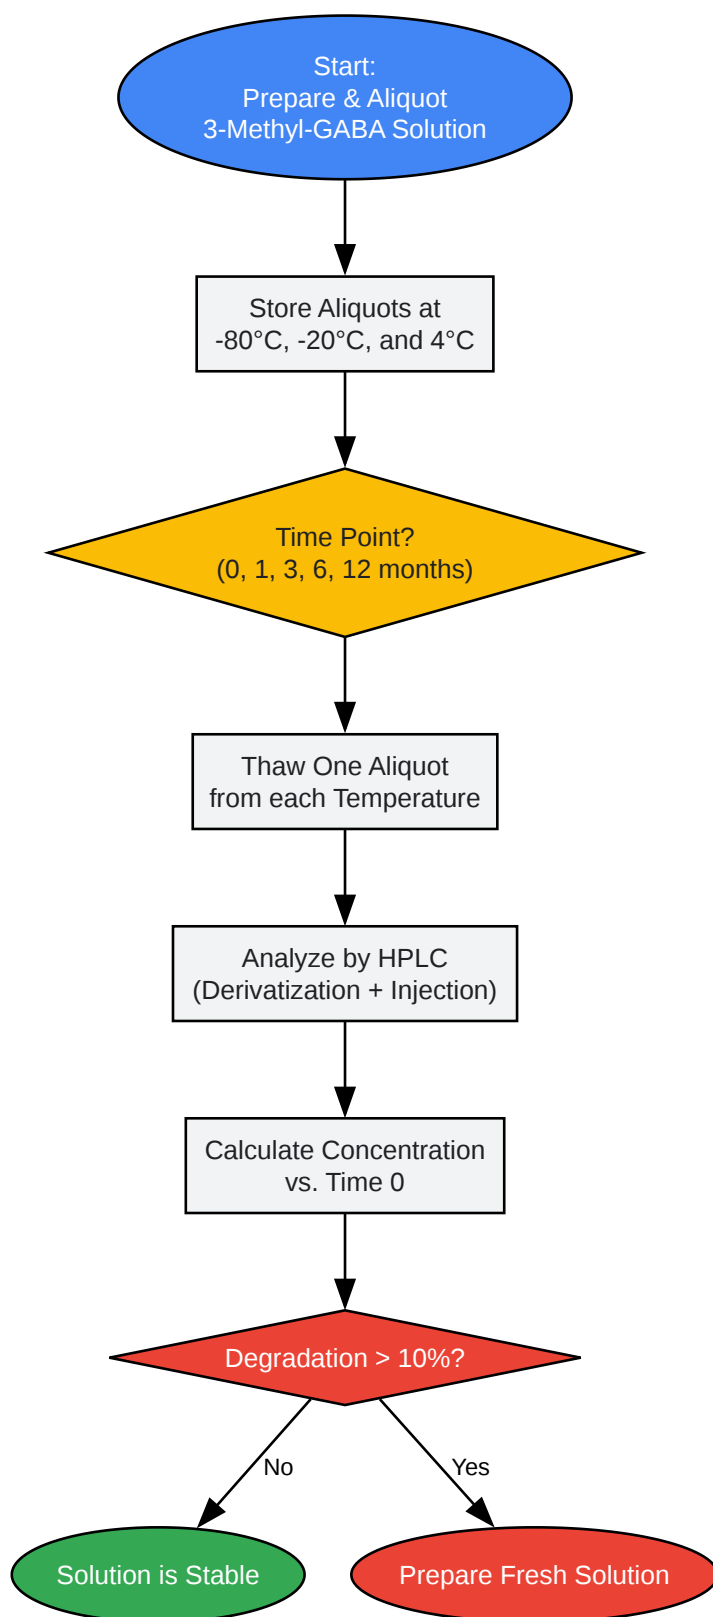 Start:
Prepare & Aliquot
3-Methyl-GABA Solution
Store Aliquots at
-80°C, -20°C, and 4°C
Time Point?
(0, 1, 3, 6, 12 months)
Thaw One Aliquot
from each Temperature
Analyze by HPLC
(Derivatization + Injection)
Calculate Concentration
vs. Time 0
Degradation > 10%?
No
Yes
Solution is Stable
Prepare Fresh Solution